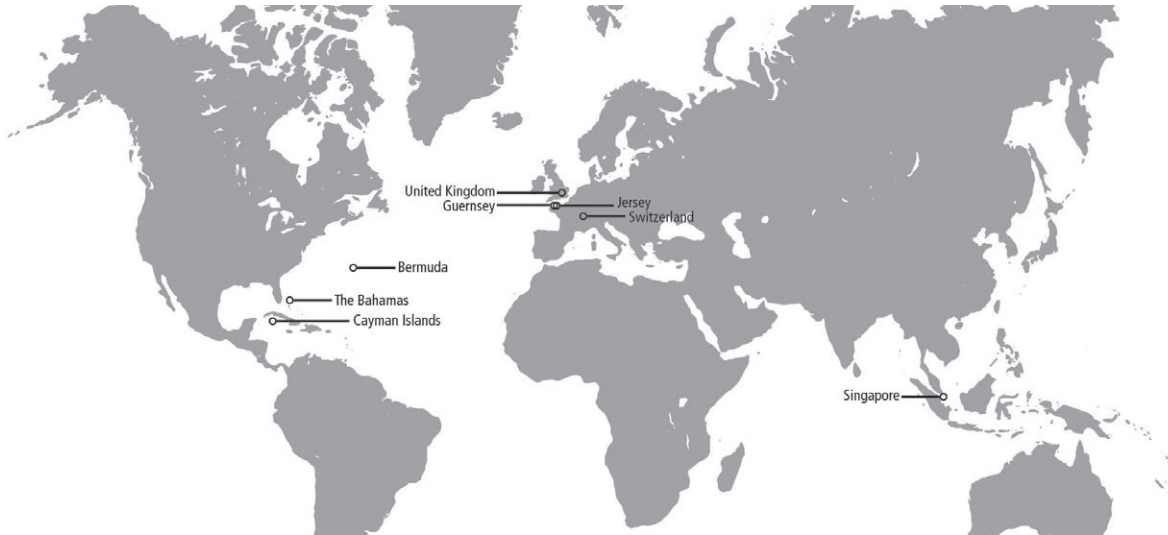 United Kingdom
Guernsey
Jersey
Switzerland
Bermuda
The Bahamas
Cayman Islands
Singapore